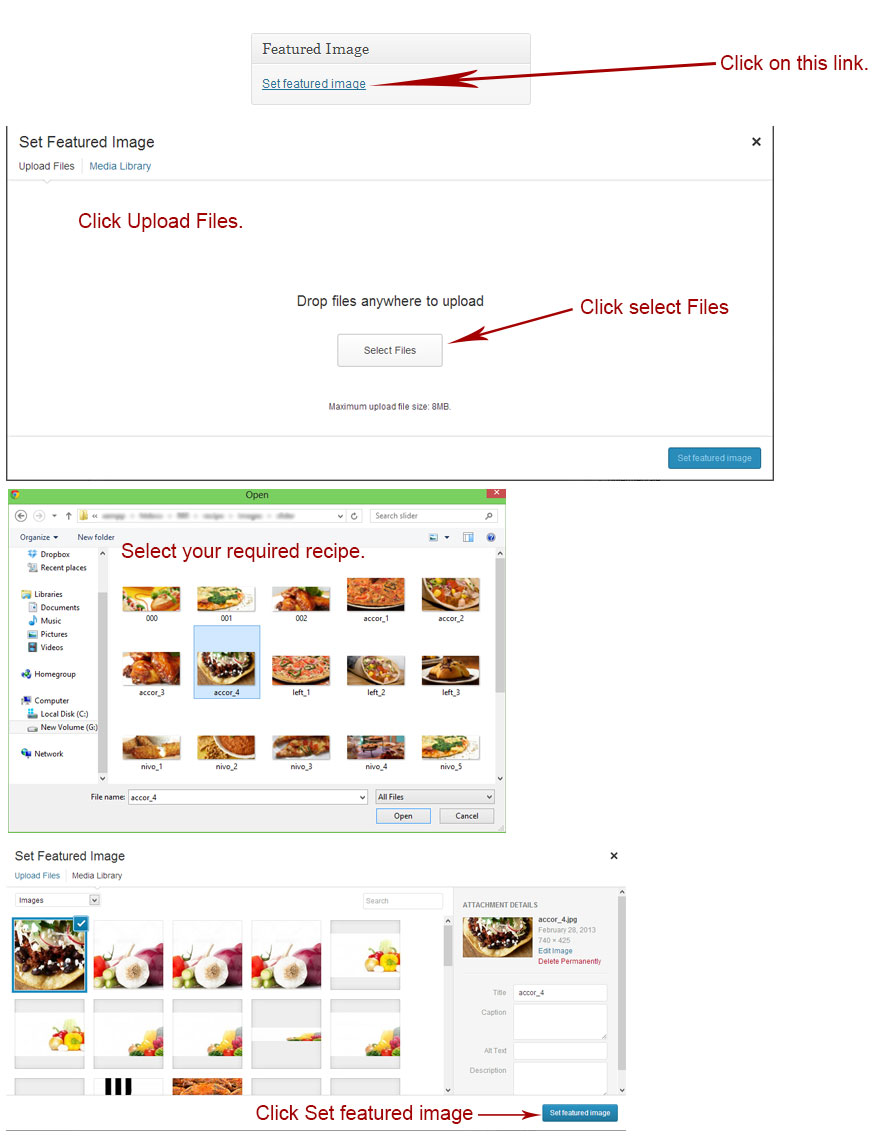 Featured Image
Set featured image
Click on this link.
Set Featured Image
Upload Files
Media Library
Click Upload Files.
Drop files anywhere to upload
Click select Files
Select Files
Maximum upload file size: 8MB.
Set featured image
Open
Search slider
Organize
New folder
Select your required recipe.
Dropbox
Recent places
Libraries
Documents
Music
Pictures
Videos
Homegroup
Computer
Local Disk (C:)
New Volume (G:)
Network
000
001
002
accor_1
accor_2
accor_3
accor_4
left_1
left_2
left_3
nivo_1
nivo_2
nivo_3
nivo_4
nivo_5
File name:
accor_4
All Files
Open
Cancel
Set Featured Image
Upload Files
Media Library
Images
Search
ATTACHMENT DETAILS
accor_4.jpg
February 28, 2013
740 × 425
Edit Image
Delete Permanently
Title
accor_4
Caption
Alt Text
Description
Click Set featured image
Set featured image